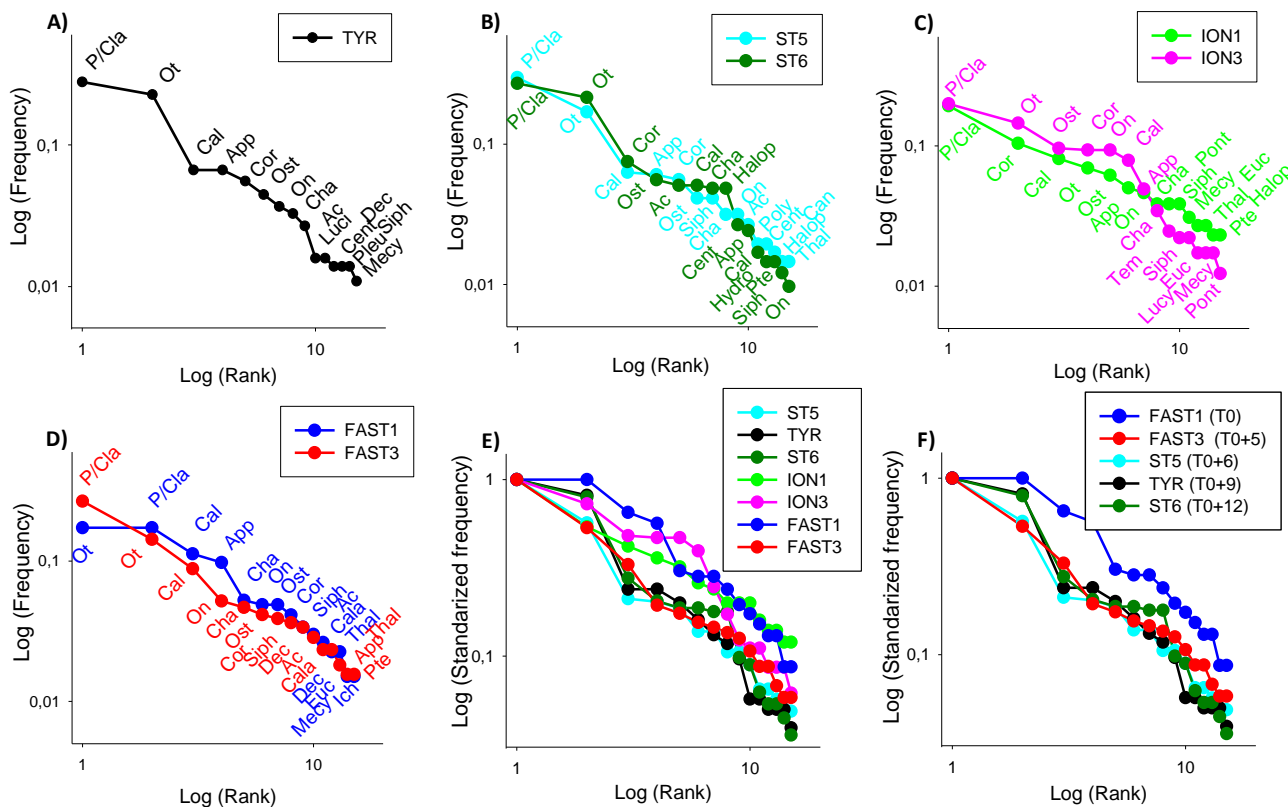 A)
TYR
P/Cla
Ot
Cal
App
Cor
Ost
On
Cha
Ac
Luci
Dec
Cent
Siph
Pleu
Mecy
0,1
0,01
1
10
Log (Frequency)
Log (Rank)
B)
ST5
ST6
P/Cla
Ot
P/Cla
Ot
Cor
Cal
App
Cor
Cal
Cha
Halop
Ost
Ac
Ost
Siph
Cha
On
Ac
Poly
Cent
Can
Halop
Thal
Cent
App
Cal
Hydro
Pte
Siph
On
0,1
0,01
1
10
Log (Frequency)
Log (Rank)
C)
ION1
ION3
P/Cla
Ot
Ost
Cor
On
Cal
App
P/Cla
Cor
Cal
Ot
Ost
App
On
Cha
Pont
Siph
Mecy
Euc
Thal
Halop
Pte
Cha
Tem
Siph
Euc
Lucy
Mecy
Pont
0,1
0,01
1
10
Log (Frequency)
Log (Rank)
D)
FAST1
FAST3
P/Cla
P/Cla
Ot
Ot
Cal
App
Cal
On
Cha
Ost
Cor
Siph
Dec
Ac
Cala
Cha
On
Ost
Cor
Siph
Ac
Cala
Thal
Thal
App
Pte
Dec
Euc
Mecy
Ich
0,1
0,01
1
10
Log (Frequency)
Log (Rank)
E)
ST5
TYR
ST6
ION1
ION3
FAST1
FAST3
1
0,1
1
10
Log (Standarized frequency)
Log (Rank)
F)
FAST1 (T0)
FAST3 (T0+5)
ST5 (T0+6)
TYR (T0+9)
ST6 (T0+12)
1
0,1
1
10
Log (Standarized frequency)
Log (Rank)